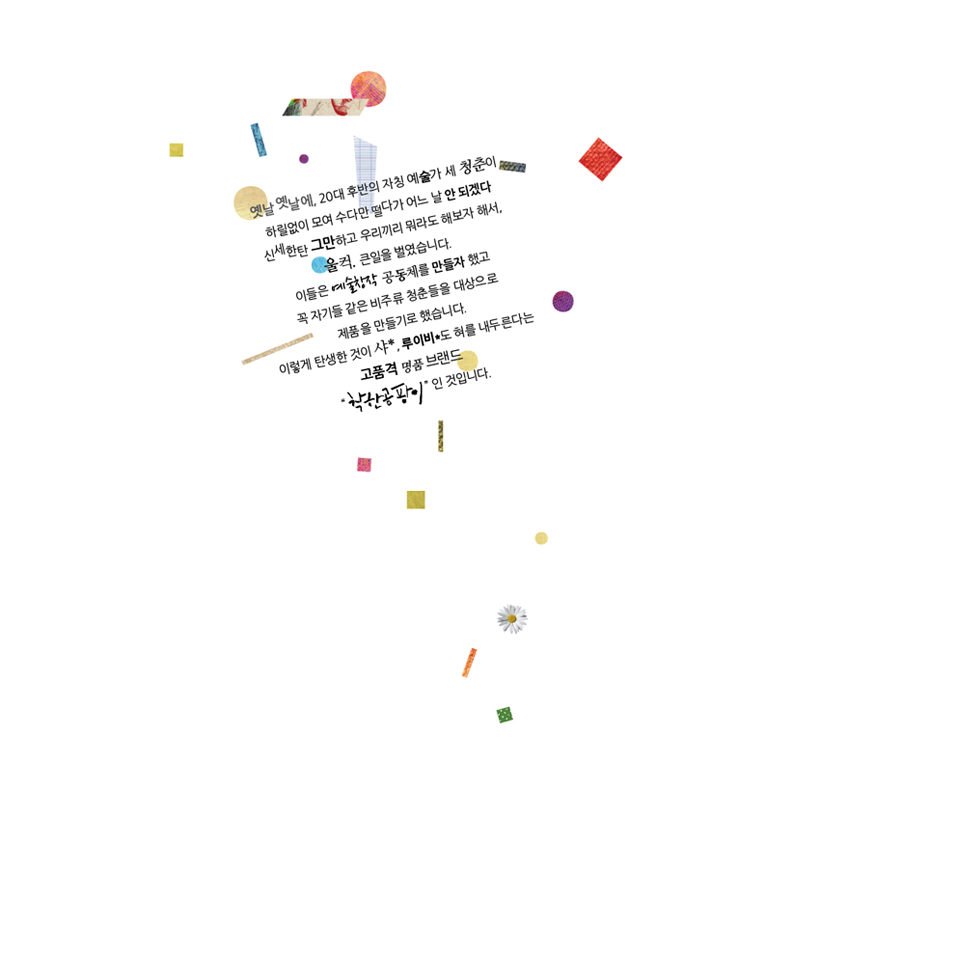 옛날 옛날에, 20대 후반의 자칭 예술가 세 청춘이
하릴없이 모여 수다만 떨다가 어느 날 안 되겠다
신세한탄 그만하고 우리끼리 뭐라도 해보자 해서,
울컥. 큰일을 벌였습니다.
이들은 예술창작 공동체를 만들자 했고
꼭 자기들 같은 비주류 청춘들을 대상으로
제품을 만들기로 했습니다.
이렇게 탄생한 것이 샤*, 루이비*도 혀를 내두른다는
고품격 명품 브랜드
"착한공팡이" 인 것입니다.